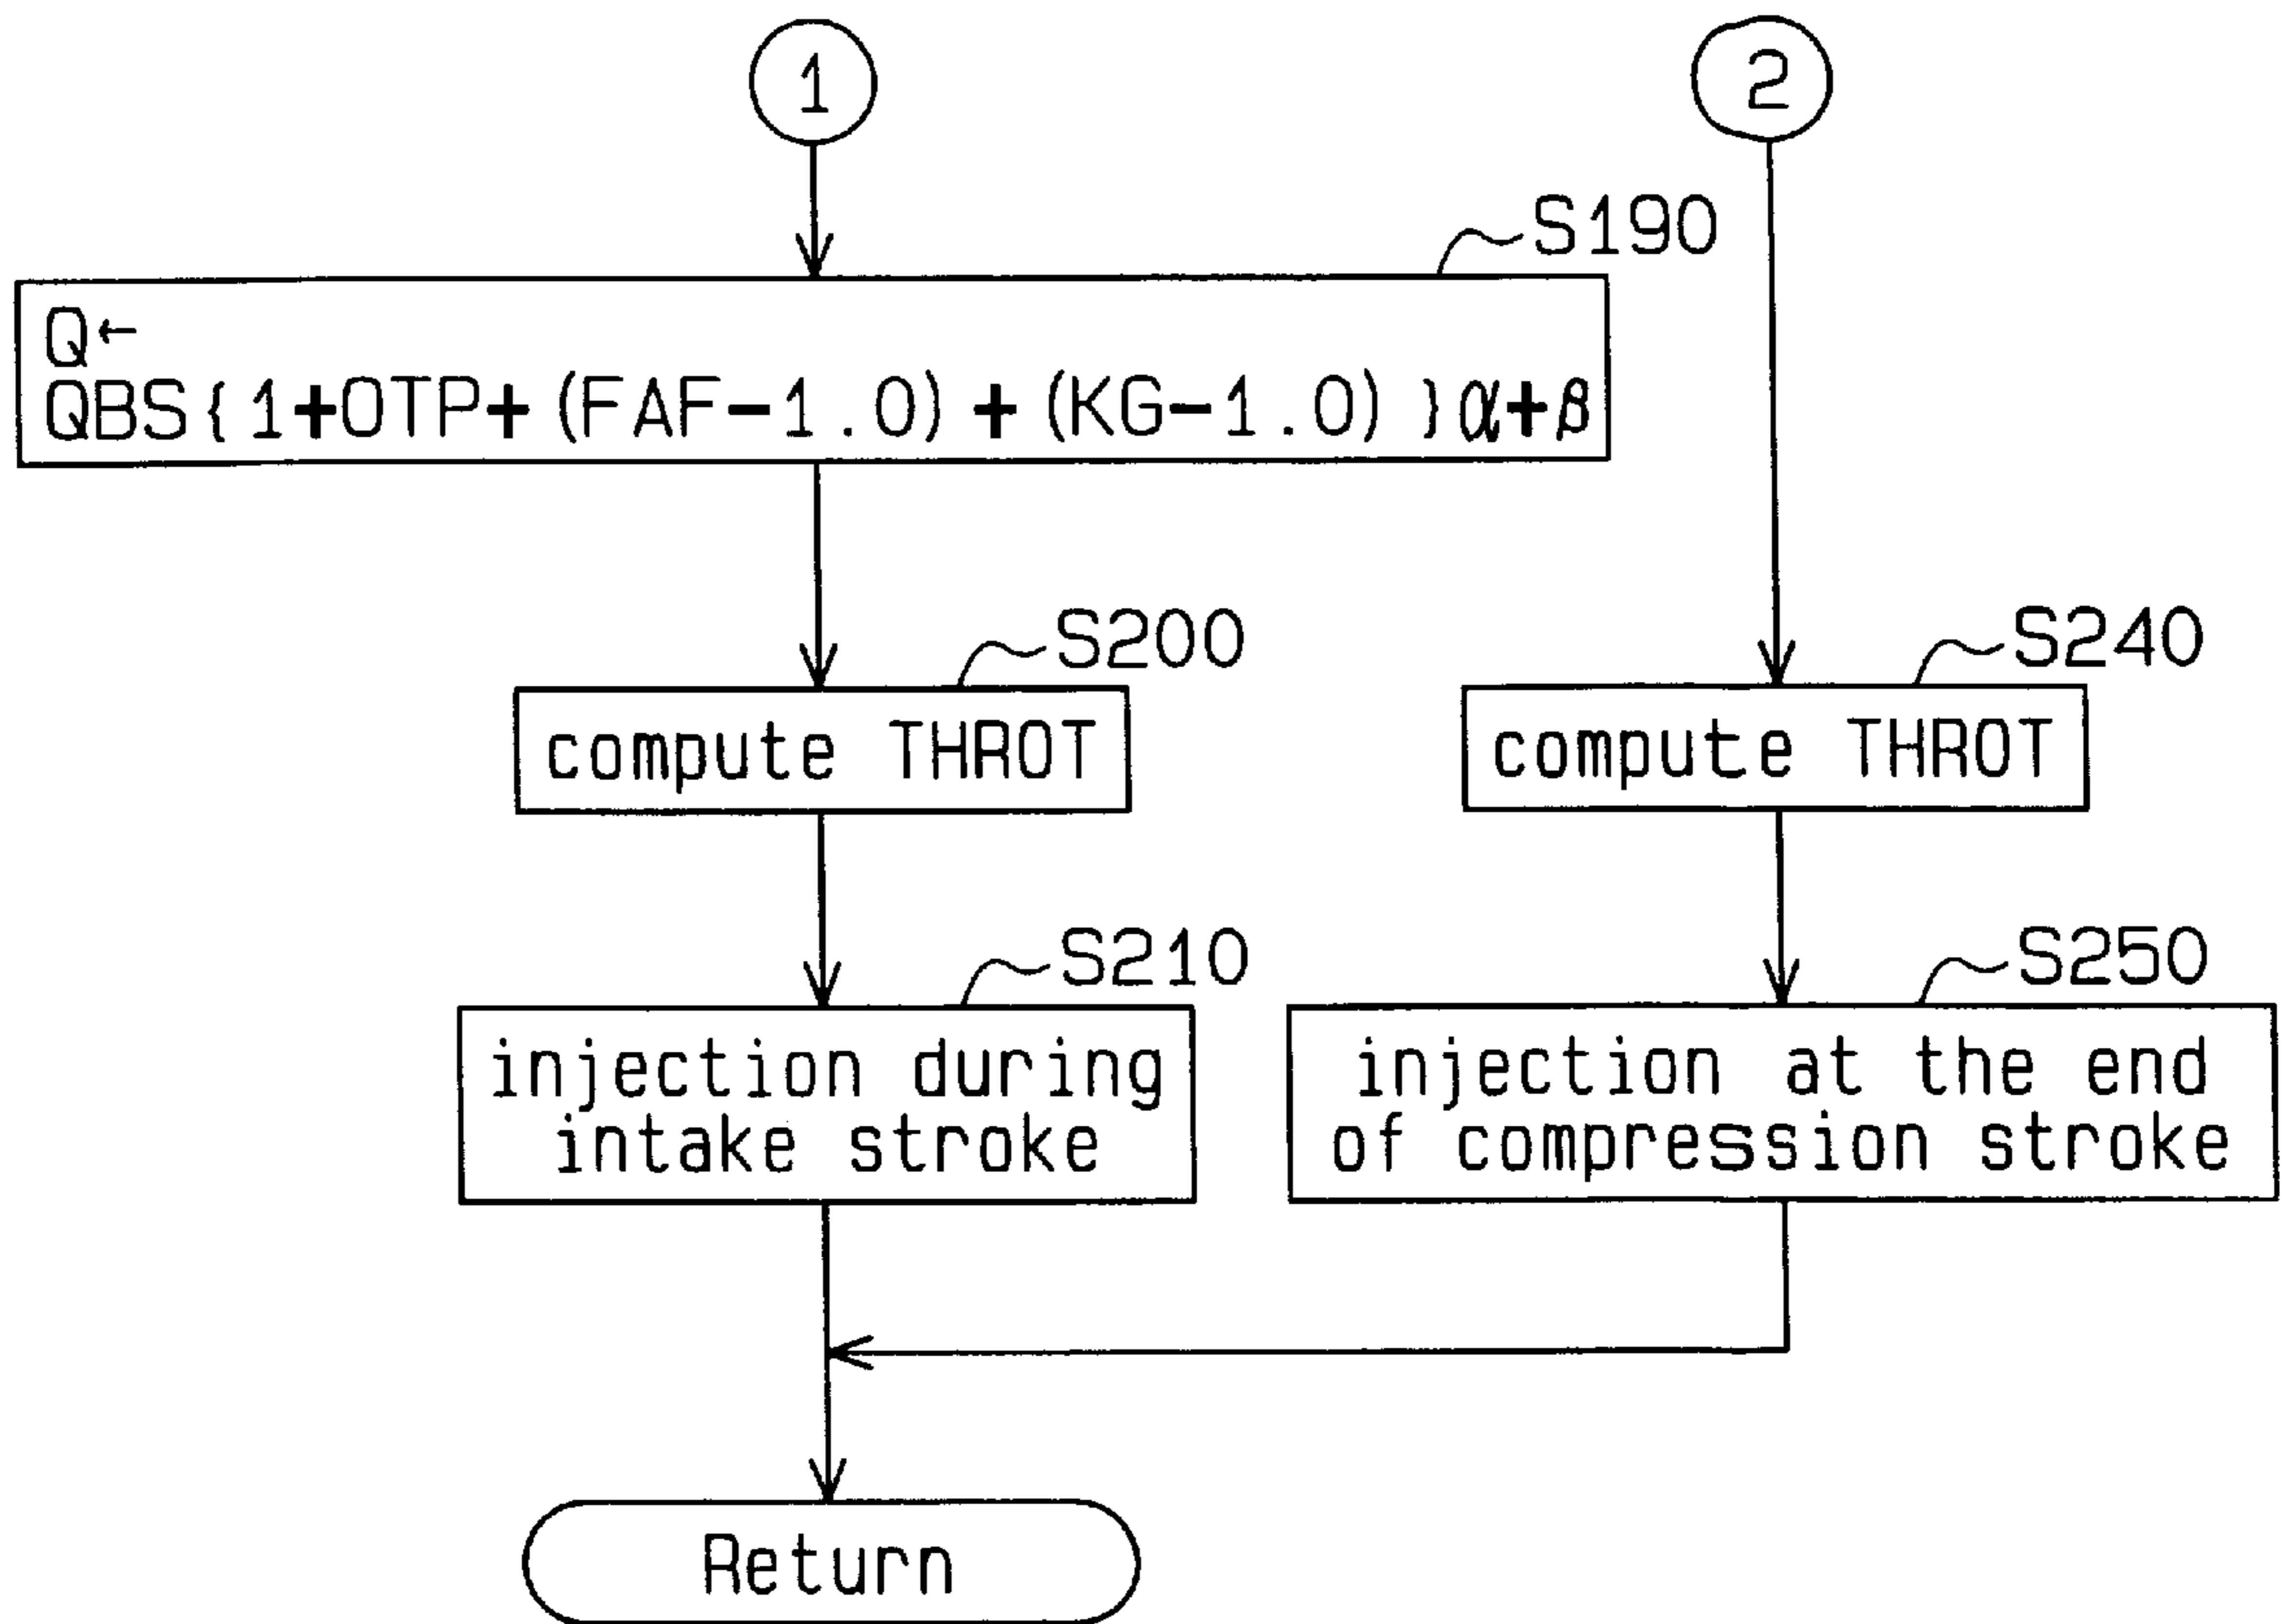 1
2
S190
Q←
QBS{1+OTP+(FAF-1.0)+(KG-1.0)}α+β
S200
S240
compute THROT
compute THROT
S210
S250
injection during
intake stroke
injection at the end
of compression stroke
Return